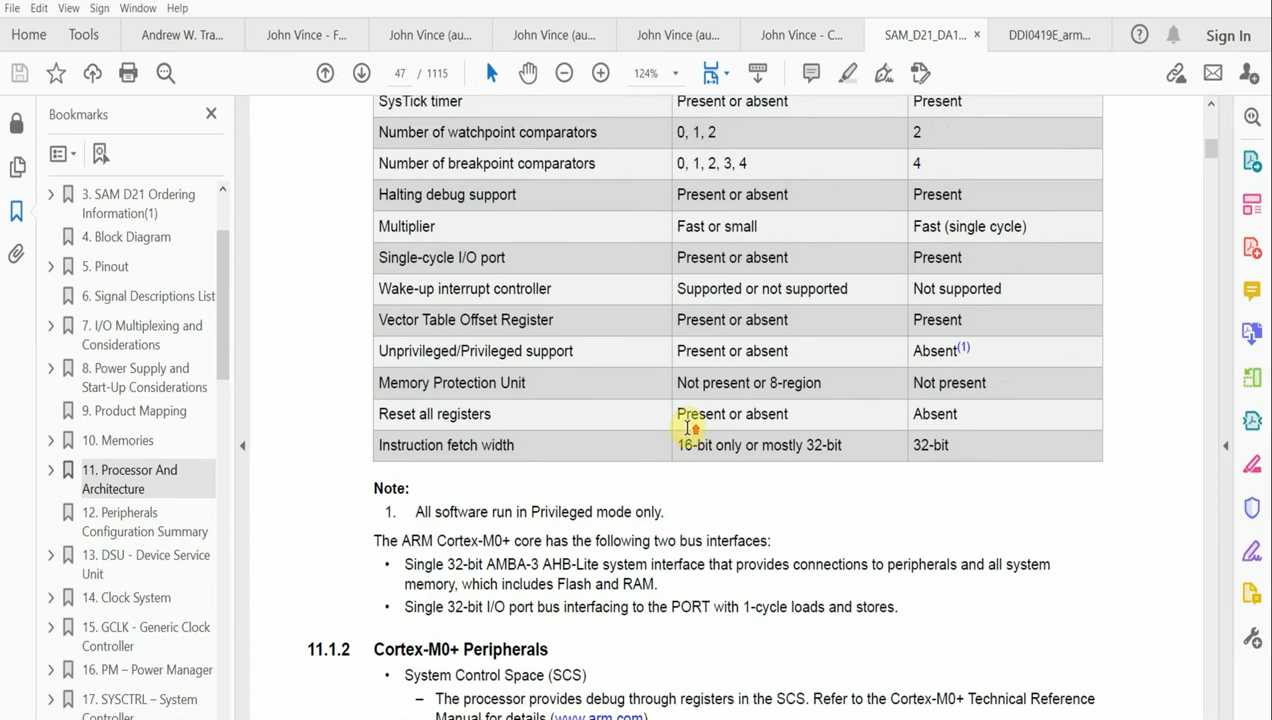 File Edit View Sign Window Help
Home Tools Andrew W. Tra... John Vince - F... John Vince (au... John Vince (au... John Vince (au... John Vince - C... SAM_D21_DA1... × DDI0419E_arm... Sign In
47 / 1115 124%
Bookmarks
3. SAM D21 Ordering
Information(1)
4. Block Diagram
5. Pinout
6. Signal Descriptions List
7. I/O Multiplexing and
Considerations
8. Power Supply and
Start-Up Considerations
9. Product Mapping
10. Memories
11. Processor And
Architecture
12. Peripherals
Configuration Summary
13. DSU - Device Service
Unit
14. Clock System
15. GCLK - Generic Clock
Controller
16. PM – Power Manager
17. SYSCTRL – System
Controller
SysTick timer Present or absent Present
Number of watchpoint comparators 0, 1, 2 2
Number of breakpoint comparators 0, 1, 2, 3, 4 4
Halting debug support Present or absent Present
Multiplier Fast or small Fast (single cycle)
Single-cycle I/O port Present or absent Present
Wake-up interrupt controller Supported or not supported Not supported
Vector Table Offset Register Present or absent Present
Unprivileged/Privileged support Present or absent Absent(1)
Memory Protection Unit Not present or 8-region Not present
Reset all registers Present or absent Absent
Instruction fetch width 16-bit only or mostly 32-bit 32-bit
Note:
1. All software run in Privileged mode only.
The ARM Cortex-M0+ core has the following two bus interfaces:
• Single 32-bit AMBA-3 AHB-Lite system interface that provides connections to peripherals and all system
memory, which includes Flash and RAM.
• Single 32-bit I/O port bus interfacing to the PORT with 1-cycle loads and stores.
11.1.2 Cortex-M0+ Peripherals
• System Control Space (SCS)
– The processor provides debug through registers in the SCS. Refer to the Cortex-M0+ Technical Reference
Manual for details (www.arm.com)